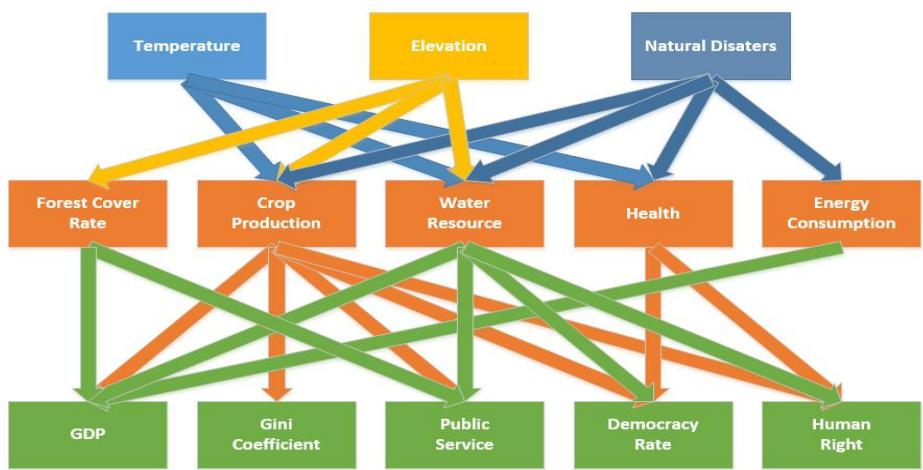 Temperature
Elevation
Natural Disaters
Forest Cover
Rate
Crop
Production
Water
Resource
Health
Energy
Consumption
GDP
Gini
Coefficient
Public
Service
Democracy
Rate
Human
Right